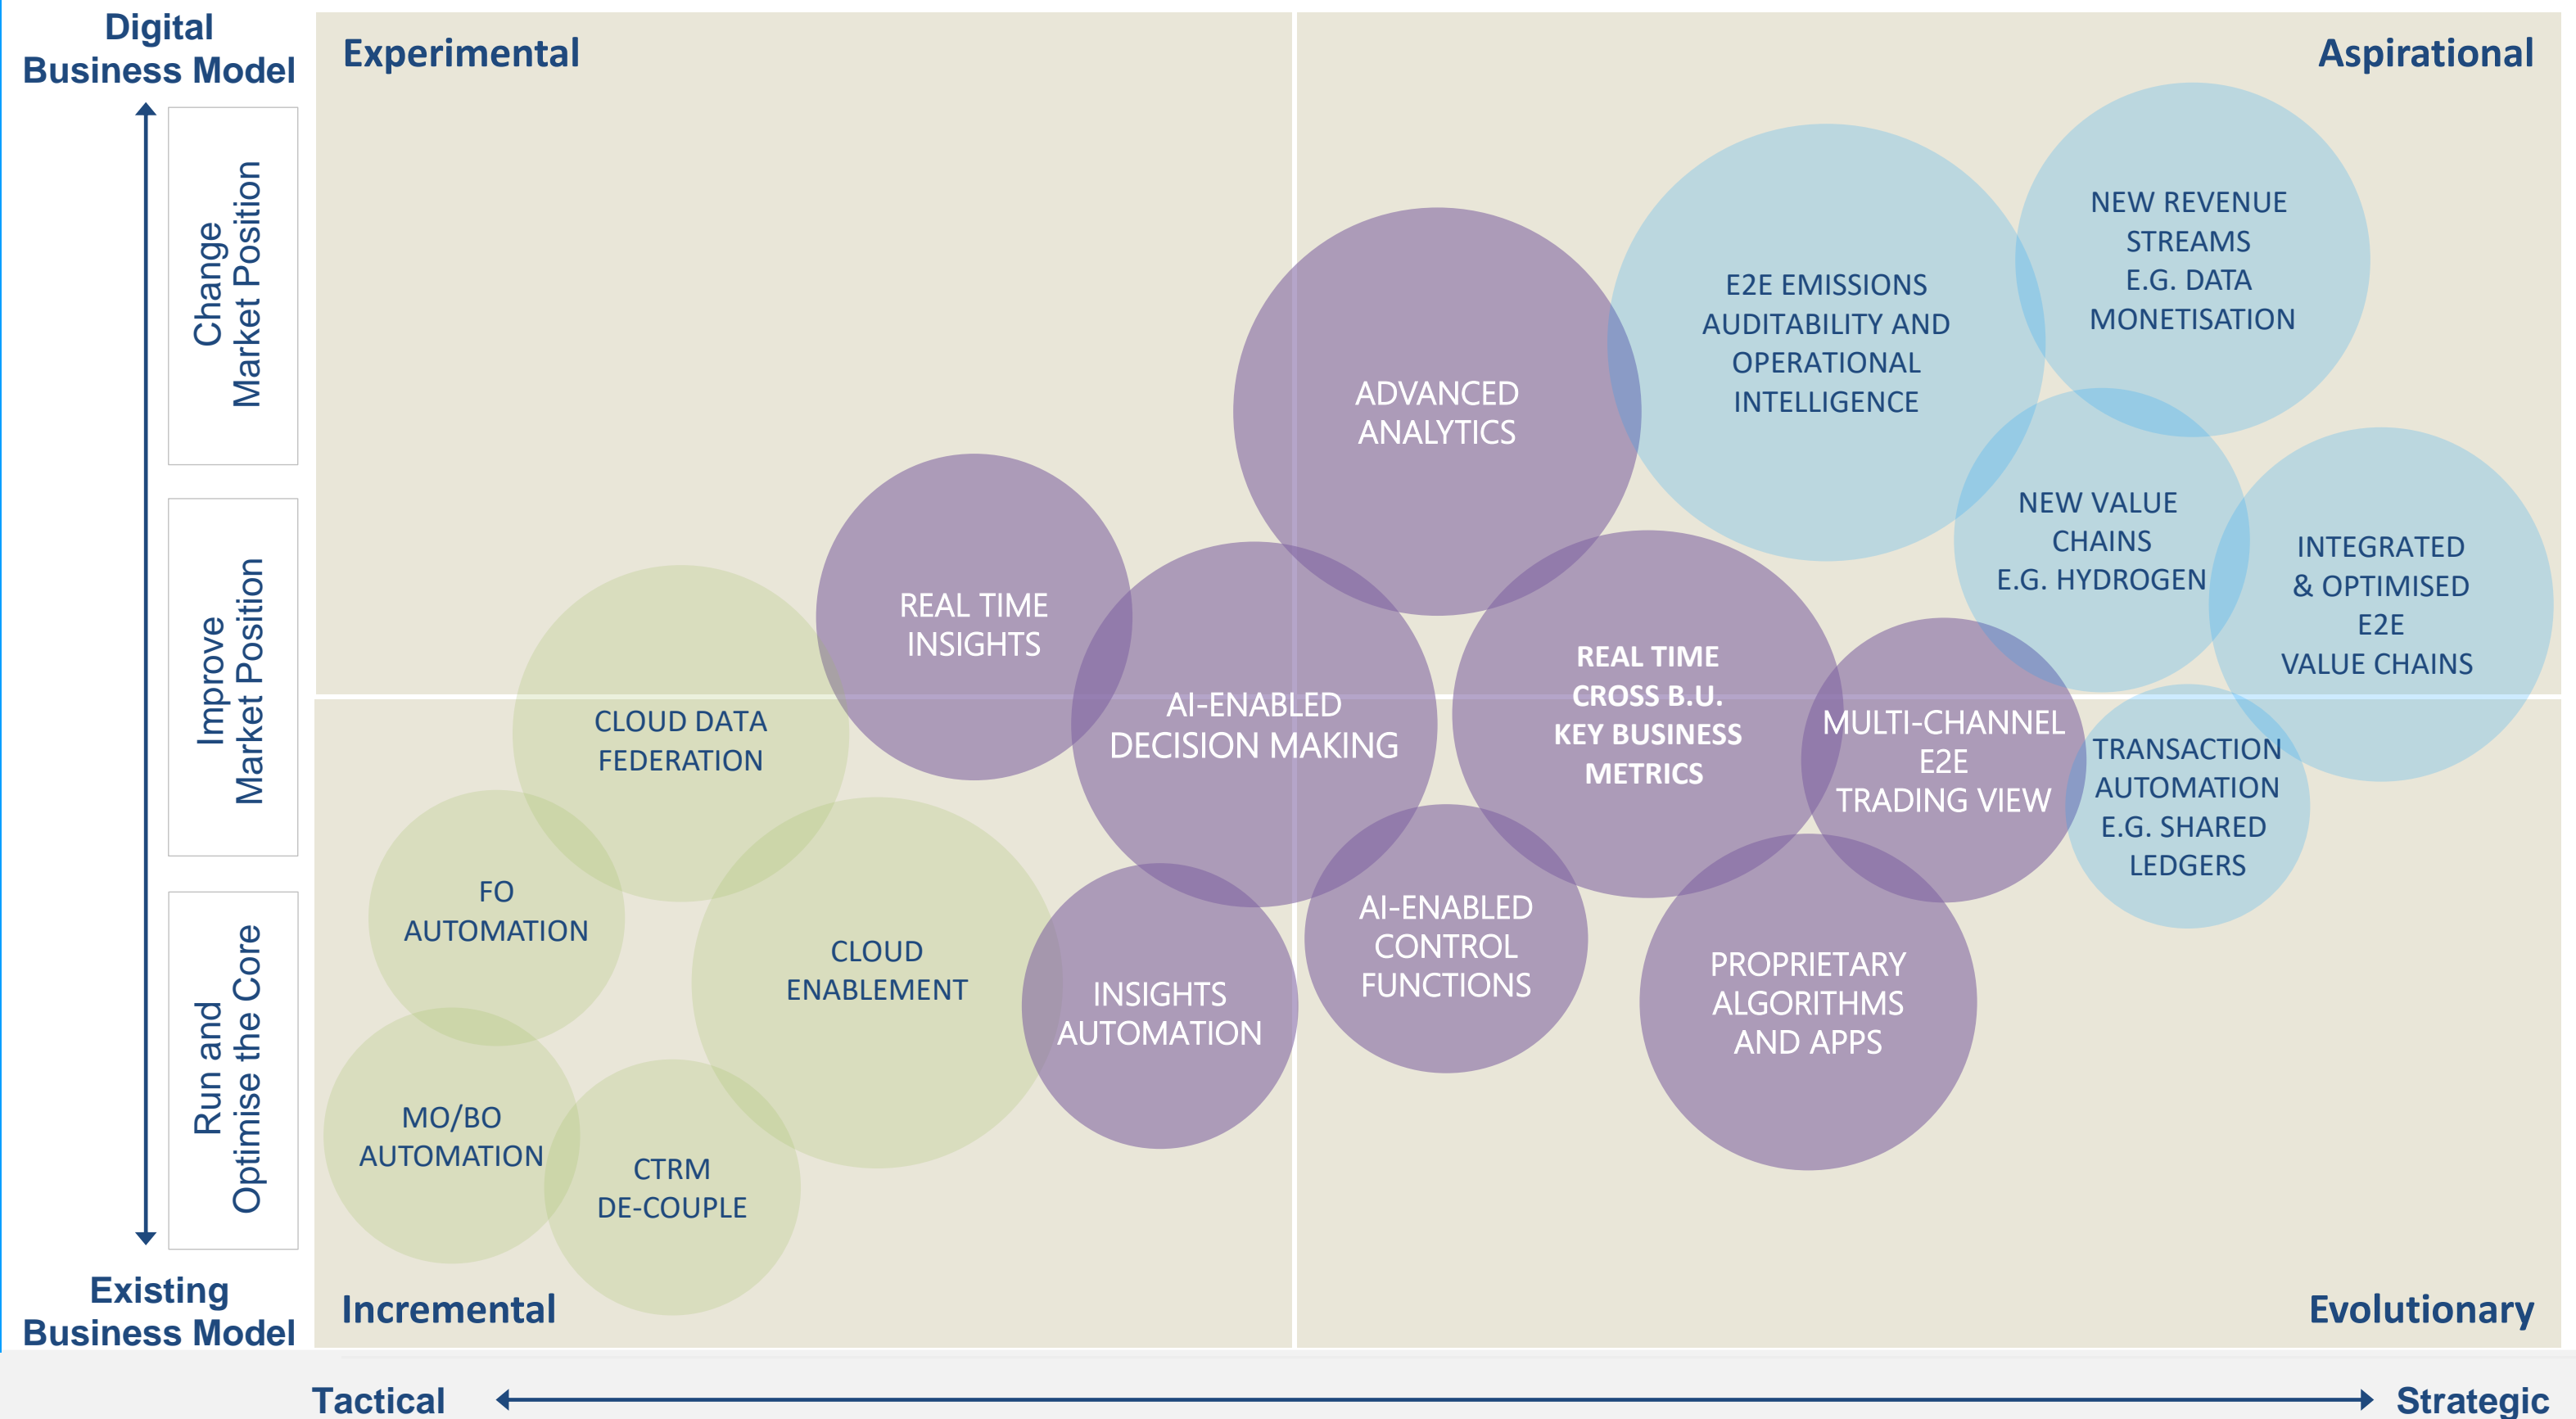 Digital
Business Model
Change
Market Position
Improve
Market Position
Run and
Optimise the Core
Existing
Business Model
Experimental
Aspirational
NEW REVENUE
STREAMS
E.G. DATA
MONETISATION
E2E EMISSIONS
AUDITABILITY AND
OPERATIONAL
INTELLIGENCE
ADVANCED
ANALYTICS
NEW VALUE
CHAINS
E.G. HYDROGEN
INTEGRATED
& OPTIMISED
E2E
VALUE CHAINS
REAL TIME
INSIGHTS
REAL TIME
CROSS B.U.
KEY BUSINESS
METRICS
AI-ENABLED
DECISION MAKING
CLOUD DATA
FEDERATION
MULTI-CHANNEL
E2E
TRADING VIEW
TRANSACTION
AUTOMATION
E.G. SHARED
LEDGERS
FO
AUTOMATION
CLOUD
ENABLEMENT
AI-ENABLED
CONTROL
FUNCTIONS
INSIGHTS
AUTOMATION
PROPRIETARY
ALGORITHMS
AND APPS
MO/BO
AUTOMATION
CTRM
DE-COUPLE
Incremental
Evolutionary
Tactical
Strategic